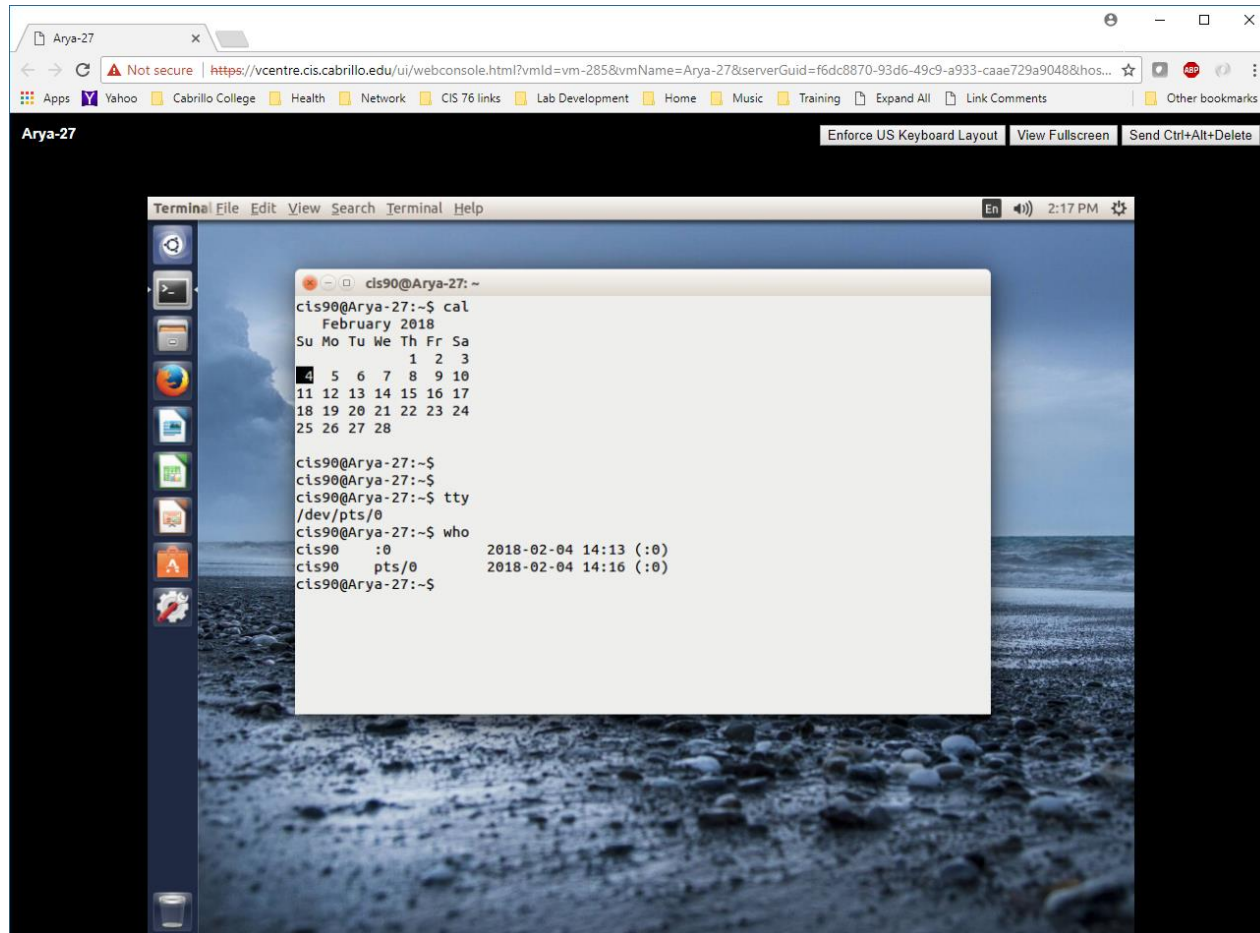 Arya-27
Not secure | https://vcentre.cis.cabrillo.edu/ui/webconsole.html?vmId=vm-285&vmName=Arya-27&serverGuid=f6dc8870-93d6-49c9-a933-caae729a9048&hos...
Apps Yahoo Cabrillo College Health Network CIS 76 links Lab Development Home Music Training Expand All Link Comments Other bookmarks
Arya-27 Enforce US Keyboard Layout View Fullscreen Send Ctrl+Alt+Delete
Terminal File Edit View Search Terminal Help En 2:17 PM
cis90@Arya-27: ~
cis90@Arya-27:~$ cal
February 2018
Su Mo Tu We Th Fr Sa
1 2 3
4 5 6 7 8 9 10
11 12 13 14 15 16 17
18 19 20 21 22 23 24
25 26 27 28
cis90@Arya-27:~$
cis90@Arya-27:~$
cis90@Arya-27:~$ tty
/dev/pts/0
cis90@Arya-27:~$ who
cis90 :0 2018-02-04 14:13 (:0)
cis90 pts/0 2018-02-04 14:16 (:0)
cis90@Arya-27:~$